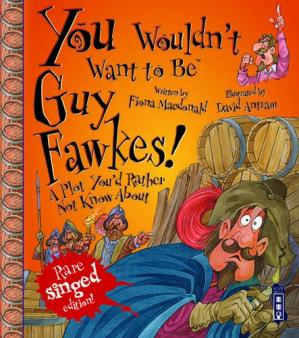 You Wouldn't
Want to Be™
Guy
Written by
Fiona Macdonald
Illustrated by
David Antram
Fawkes!
A Plot You'd Rather
Not Know About
Rare
singed
edition!